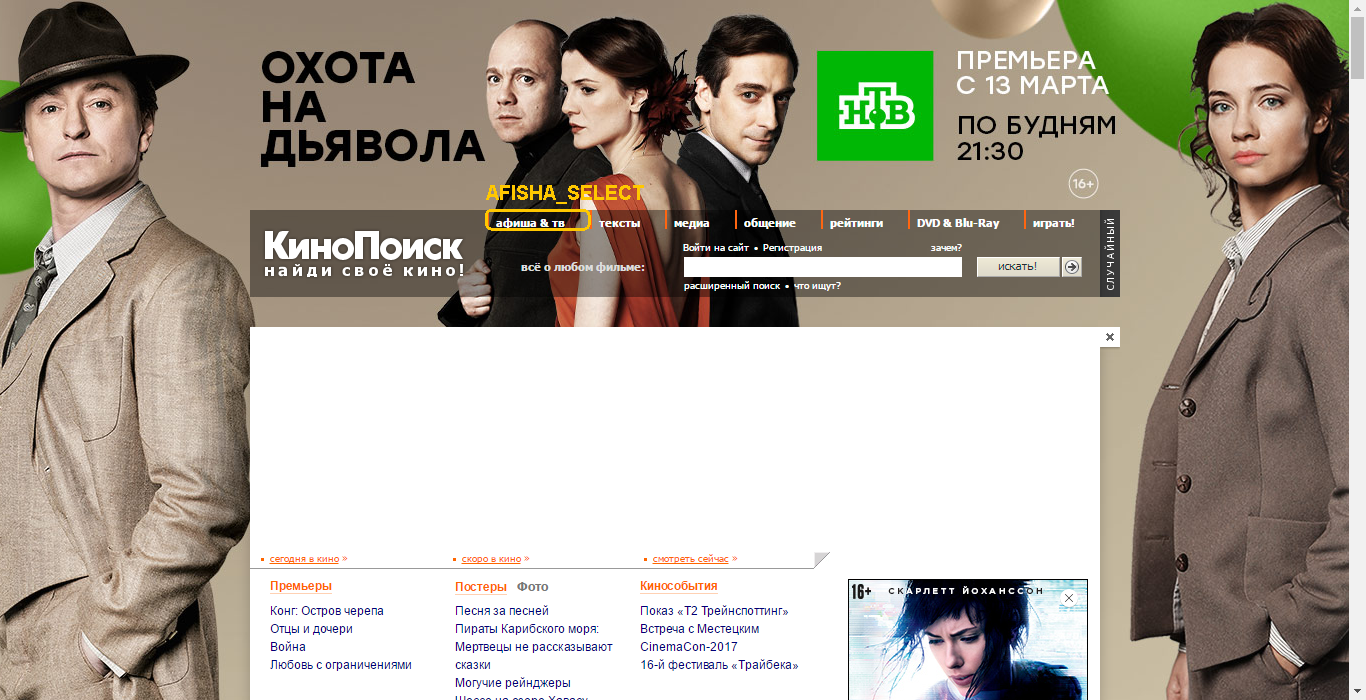 ОХОТА
НА
ДЬЯВОЛА
НТВ
ПРЕМЬЕРА
С 13 МАРТА
ПО БУДНЯМ
21:30
16+
AFISHA_SELECT
афиша & тв тексты медиа общение рейтинги DVD & Blu-Ray играть!
КиноПоиск
найди своё кино!
Войти на сайт • Регистрация зачем?
всё о любом фильме: искать!
расширенный поиск • что ищут?
СЛУЧАЙНЫЙ
сегодня в кино » скоро в кино » смотреть сейчас »
Премьеры
Конг: Остров черепа
Отцы и дочери
Война
Любовь с ограничениями
Постеры Фото
Песня за песней
Пираты Карибского моря:
Мертвецы не рассказывают
сказки
Могучие рейнджеры
Кинособытия
Показ «Т2 Трейнспоттинг»
Встреча с Местецким
CinemaCon-2017
16-й фестиваль «Трайбека»
16+ СКАРЛЕТТ ЙОХАНССОН